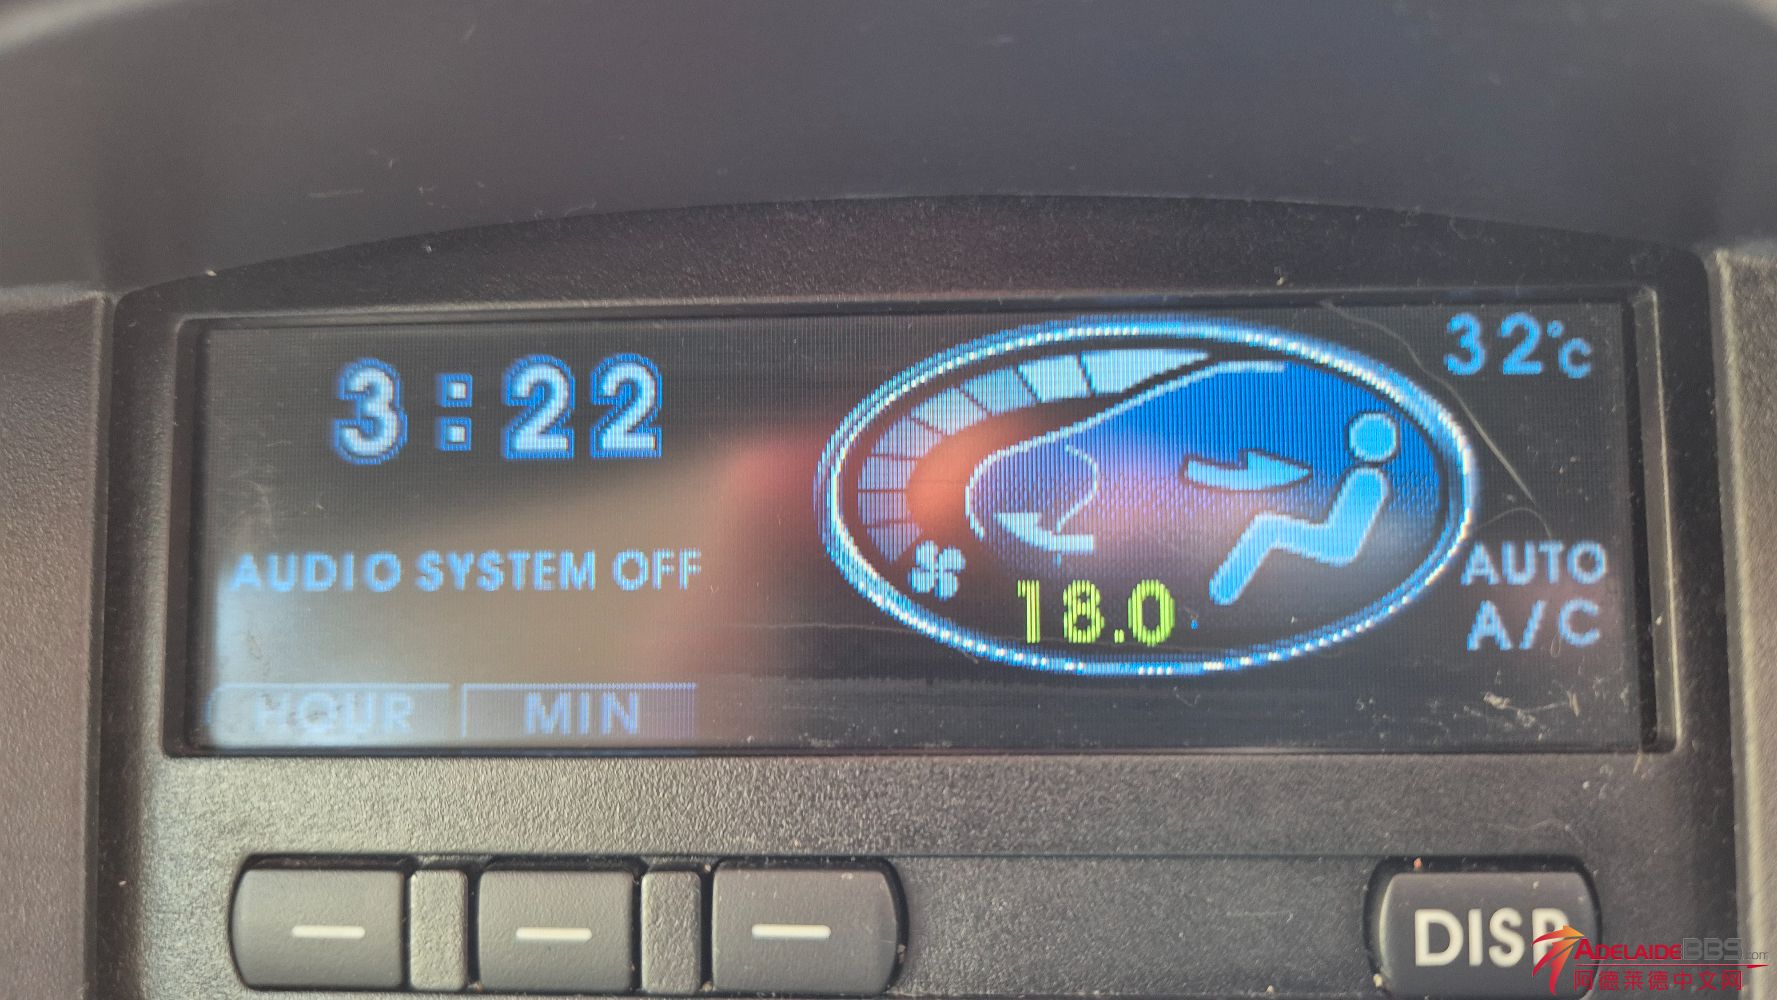 3:22
32°C
AUDIO SYSTEM OFF
18.0
AUTO
A/C
HOUR
MIN
DISP
ADELAIDEBBS.com
阿德莱德中文网